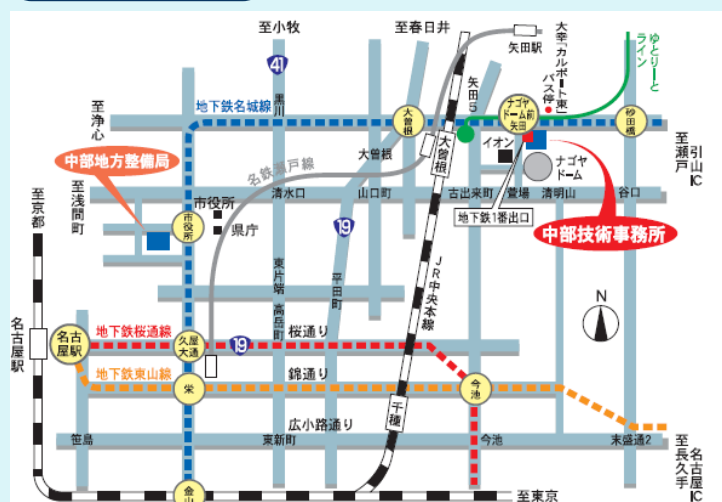 至小牧
至春日井
矢田駅
大幸「カルポート東」
バス停
ゆとりーと
ライン
41
黒川
矢田5
至浄心
地下鉄名城線
大曽根
ナゴヤ
ドーム前
矢田
砂田橋
中部地方整備局
大曽根
大曽根
イオン
ナゴヤ
ドーム
至瀬戸
引山IC
名鉄瀬戸線
至浅間町
至京都
市役所
市役所
県庁
清水口
山口町
古出来町
萱場
清明山
谷口
地下鉄1番出口
中部技術事務所
19
東片端
高岳町
平田町
JR中央本線
N
名古屋駅
名古
屋駅
地下鉄桜通線
久屋
大通
19
桜通り
地下鉄東山線
栄
錦通り
今池
千種
広小路通り
笹島
東新町
今池
末盛通2
至長久手
名古屋IC
金山
至東京